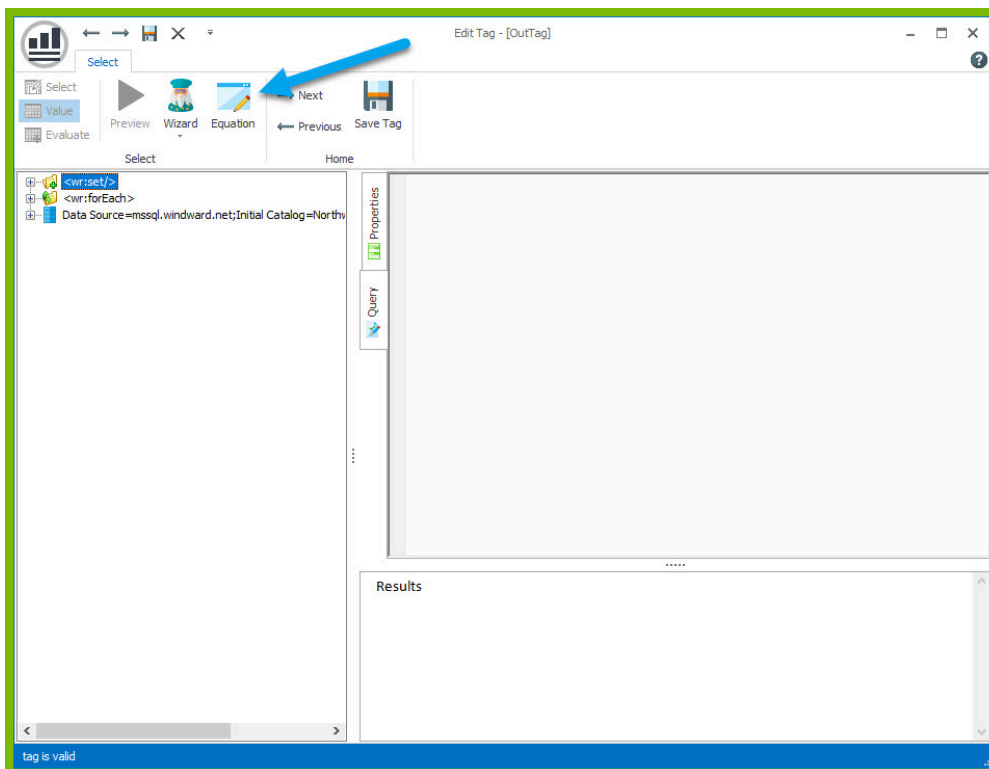 Edit Tag - [OutTag]
Select
Select
Value
Evaluate
Preview
Wizard
Equation
Next
Previous
Save Tag
Select
Home
<wr:set/>
<wr:forEach>
Data Source=mssql.windward.net;Initial Catalog=Northw
Properties
Query
Results
tag is valid